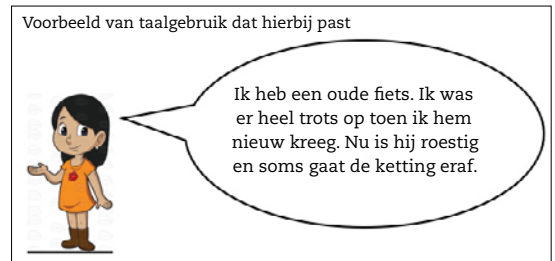 Voorbeeld van taalgebruik dat hierbij past
Ik heb een oude fiets. Ik was
er heel trots op toen ik hem
nieuw kreeg. Nu is hij roestig
en soms gaat de ketting eraf.